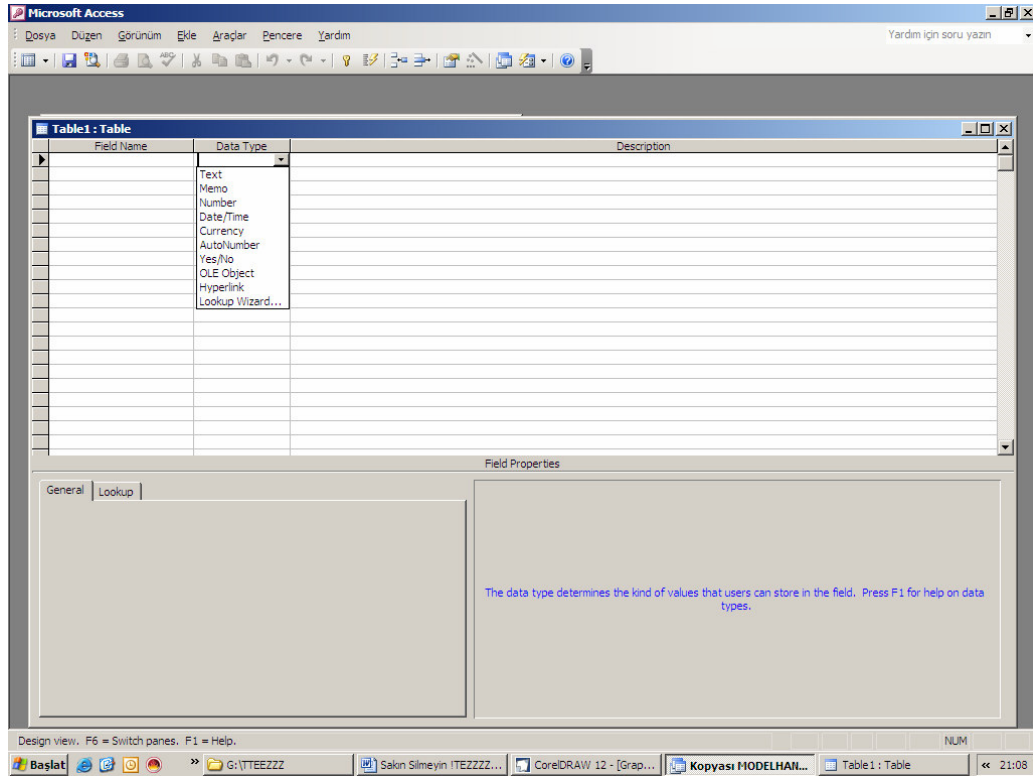 Microsoft Access
Dosya Düzen Görünüm Ekle Araçlar Pencere Yardım
Yardım için soru yazın
Table1 : Table
Field Name Data Type Description
Text
Memo
Number
Date/Time
Currency
AutoNumber
Yes/No
OLE Object
Hyperlink
Lookup Wizard...
Field Properties
General Lookup
The data type determines the kind of values that users can store in the field. Press F1 for help on data
types.
Design view. F6 = Switch panes. F1 = Help.
NUM
Başlat » G:\TTEEZZZ Sakın Silmeyin !TEZZZZ... CorelDRAW 12 - [Grap... Kopyası MODELHAN... Table1 : Table « 21:08